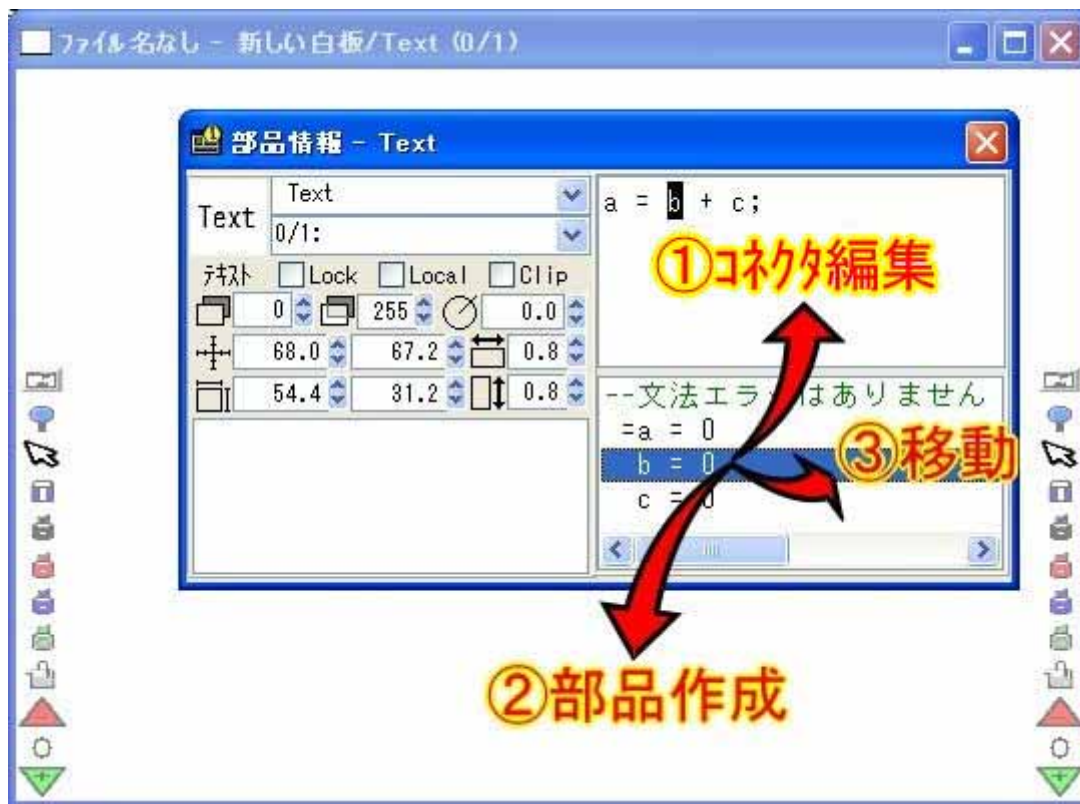 ファイル名なし - 新しい白板/Text (0/1)
部品情報 - Text
Text
Text
0/1:
テキスト Lock Local Clip
0 255 0.0
68.0 67.2 0.8
54.4 31.2 0.8
a = b + c;
①コネクタ編集
--文法エラ はありません
=a = 0
b = 0
③移動
c = 0
②部品作成
0
0